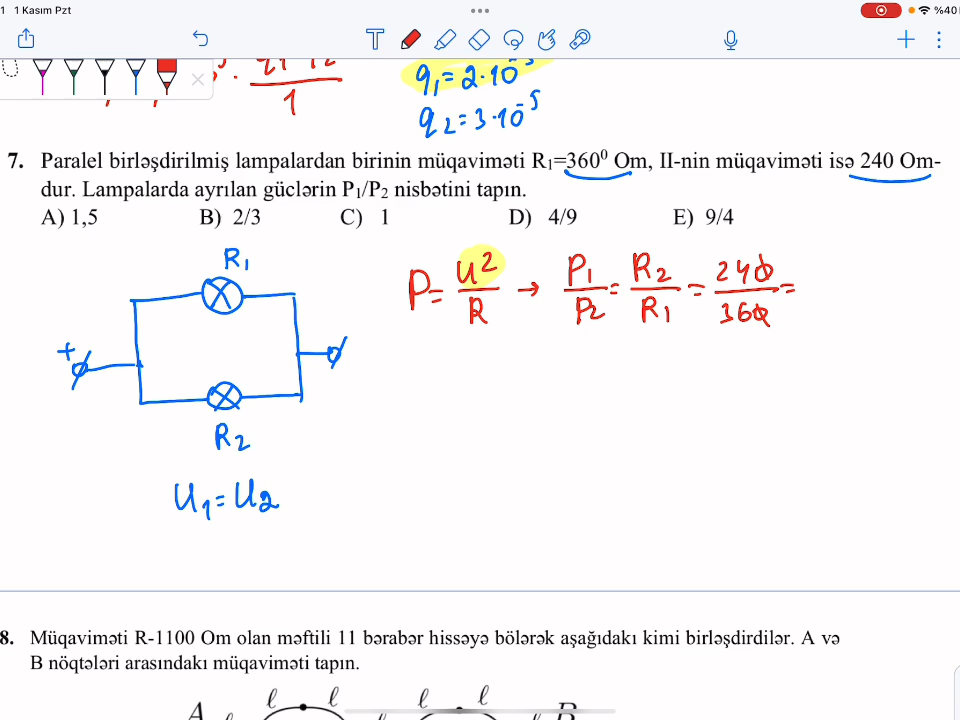 1 1 Kasım Pzt
%40
q₁=2·10⁻⁵
1
q₂=3·10⁻⁵
7. Paralel birləşdirilmiş lampalardan birinin müqaviməti R₁=360⁰ Om, II-nin müqaviməti isə 240 Om-
dur. Lampalarda ayrılan güclərin P₁/P₂ nisbətini tapın.
A) 1,5 B) 2/3 C) 1 D) 4/9 E) 9/4
R₁
P=U²/R → P₁/P₂=R₂/R₁=240/360=
+
R₂
U₁=U₂
8. Müqaviməti R-1100 Om olan məftili 11 bərabər hissəyə bölərək aşağıdakı kimi birləşdirdilər. A və
B nöqtələri arasındakı müqaviməti tapın.
A ℓ ℓ ℓ ℓ B